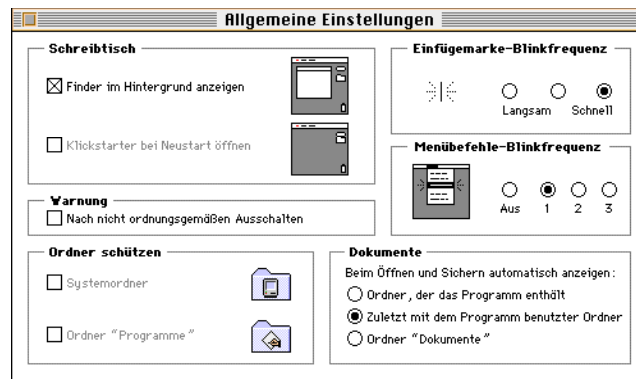 Allgemeine Einstellungen
Schreibtisch
Finder im Hintergrund anzeigen
Klickstarter bei Neustart öffnen
Warnung
Nach nicht ordnungsgemäßen Ausschalten
Ordner schützen
Systemordner
Ordner “Programme”
Einfügemarke-Blinkfrequenz
Langsam Schnell
Menübefehle-Blinkfrequenz
Aus 1 2 3
Dokumente
Beim Öffnen und Sichern automatisch anzeigen:
Ordner, der das Programm enthält
Zuletzt mit dem Programm benutzter Ordner
Ordner “Dokumente”